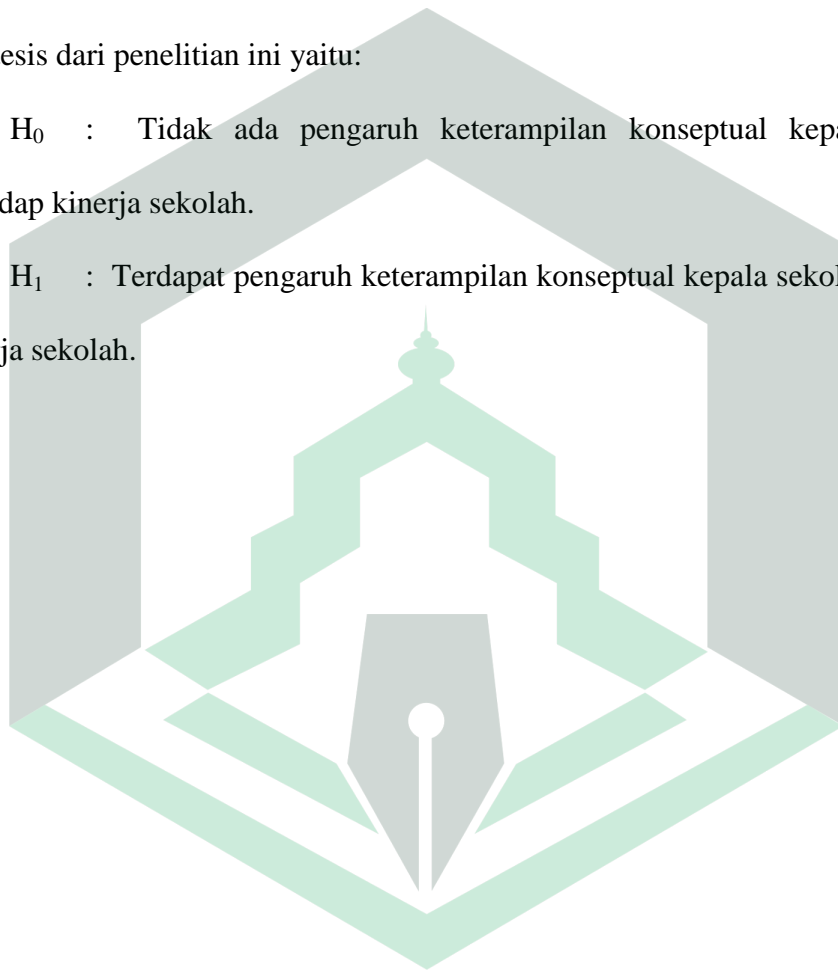 esis dari penelitian ini yaitu:
H₀ : Tidak ada pengaruh keterampilan konseptual kepa
dap kinerja sekolah.
H₁ : Terdapat pengaruh keterampilan konseptual kepala sekol
ja sekolah.